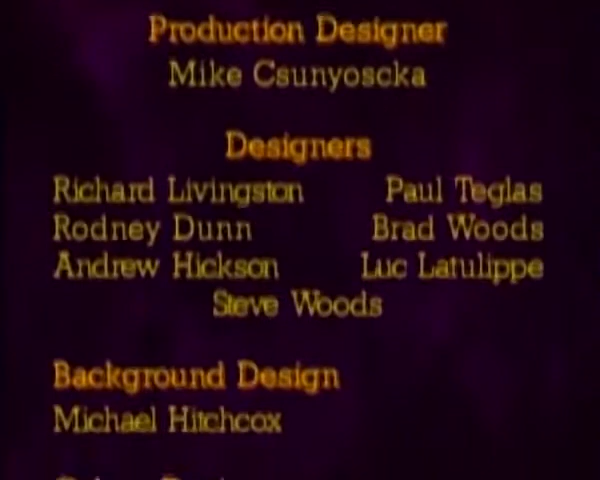 Production Designer
Mike Csunyoscka
Designers
Richard Livingston Paul Teglas
Rodney Dunn Brad Woods
Andrew Hickson Luc Latulippe
Steve Woods
Background Design
Michael Hitchcox